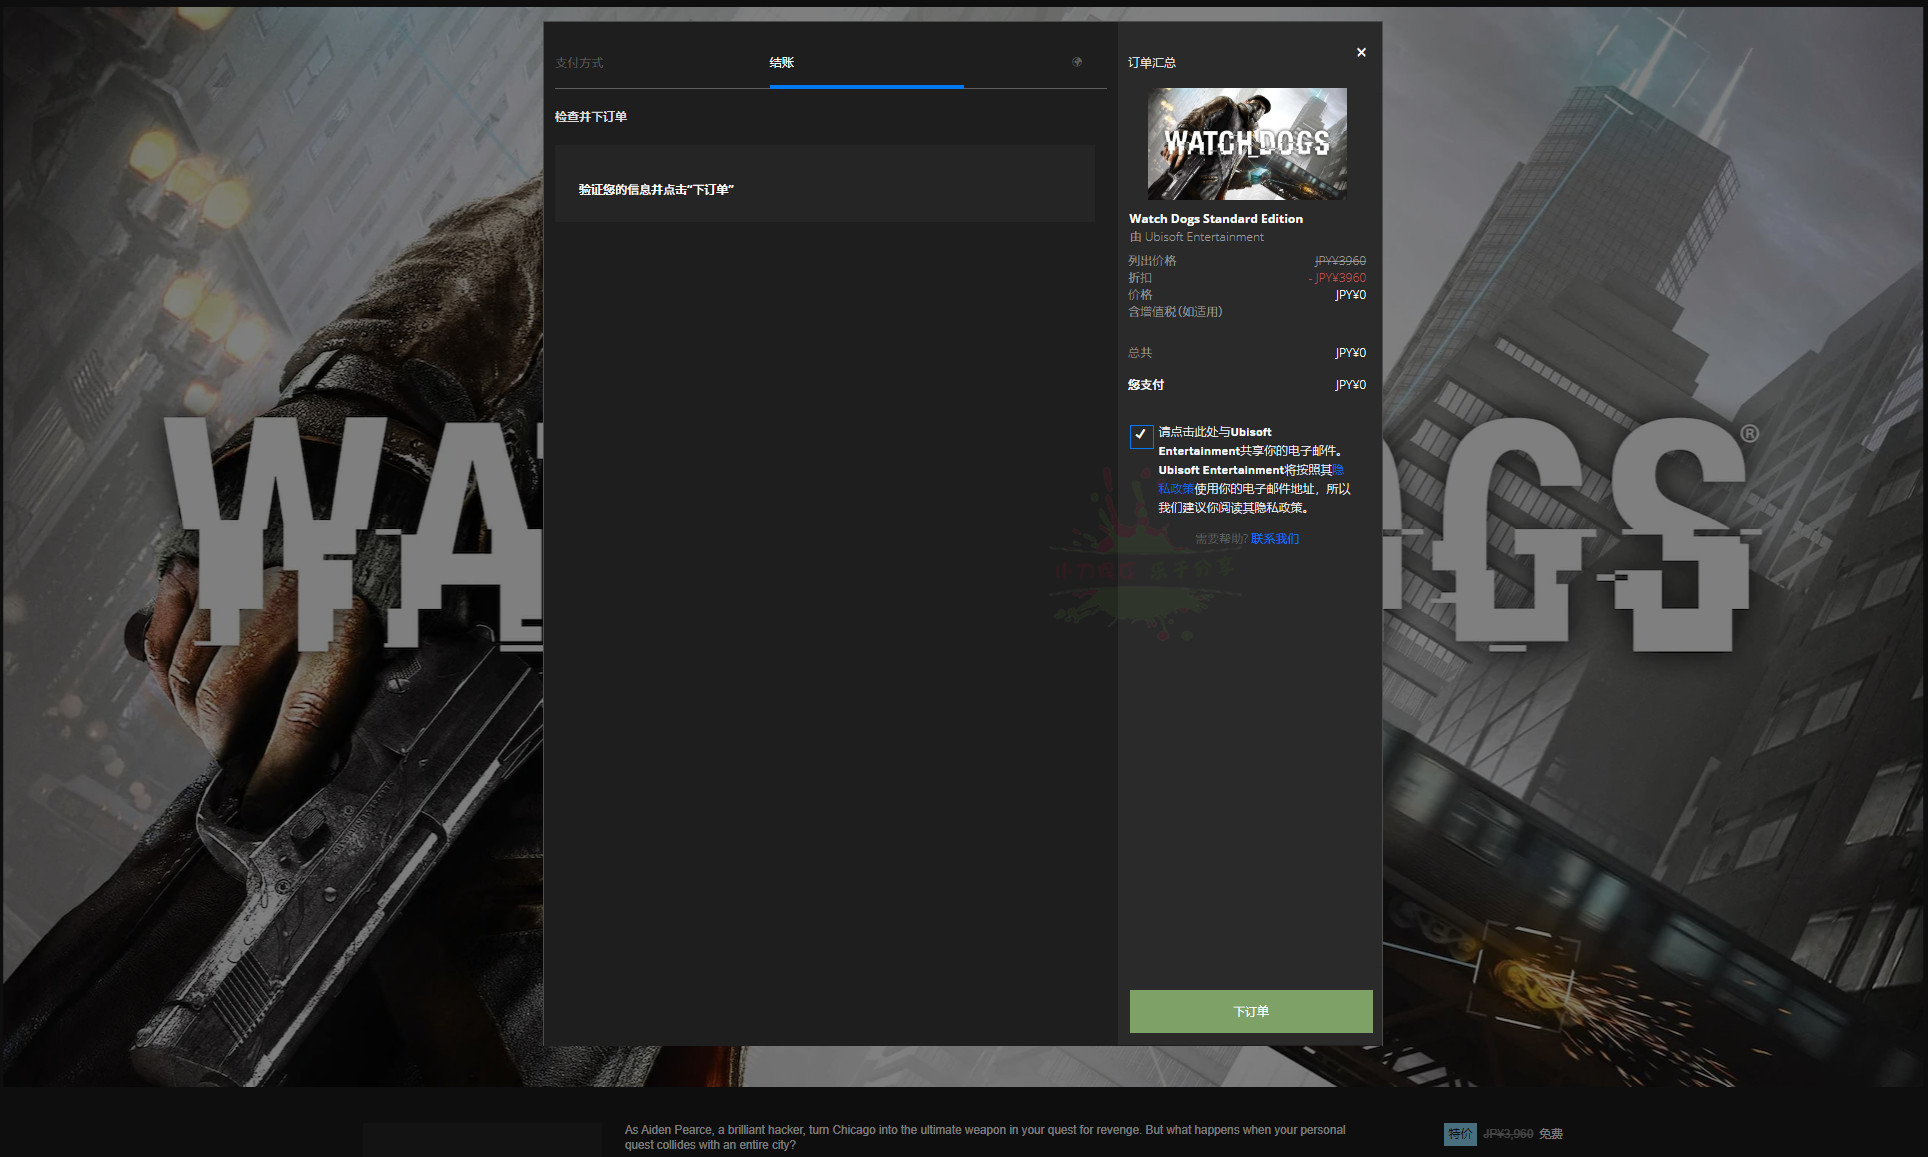 支付方式
结账
检查并下订单
验证您的信息并点击“下订单”
订单汇总
×
WATCH_DOGS
Watch Dogs Standard Edition
由 Ubisoft Entertainment
列出价格 JPY¥3960
折扣 - JPY¥3960
价格 JPY¥0
含增值税(如适用)
总共 JPY¥0
您支付 JPY¥0
请点击此处与Ubisoft
Entertainment共享你的电子邮件。
Ubisoft Entertainment将按照其隐
私政策使用你的电子邮件地址，所以
我们建议你阅读其隐私政策。
需要帮助? 联系我们
乐于分享
下订单
WA
OGS®
As Aiden Pearce, a brilliant hacker, turn Chicago into the ultimate weapon in your quest for revenge. But what happens when your personal
quest collides with an entire city?
特价 JP¥3,960 免费